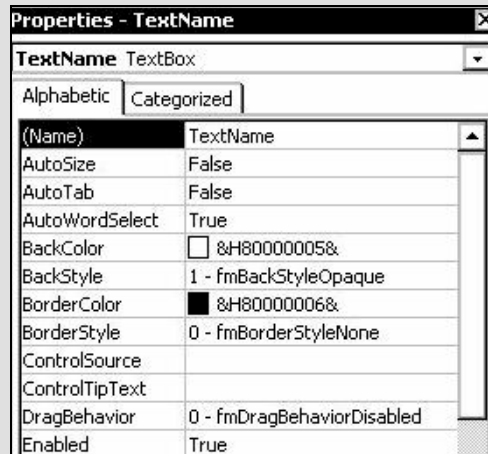 Properties - TextName
TextName TextBox
Alphabetic Categorized
(Name) TextName
AutoSize False
AutoTab False
AutoWordSelect True
BackColor &H80000005&
BackStyle 1 - fmBackStyleOpaque
BorderColor &H80000006&
BorderStyle 0 - fmBorderStyleNone
ControlSource
ControlTipText
DragBehavior 0 - fmDragBehaviorDisabled
Enabled True